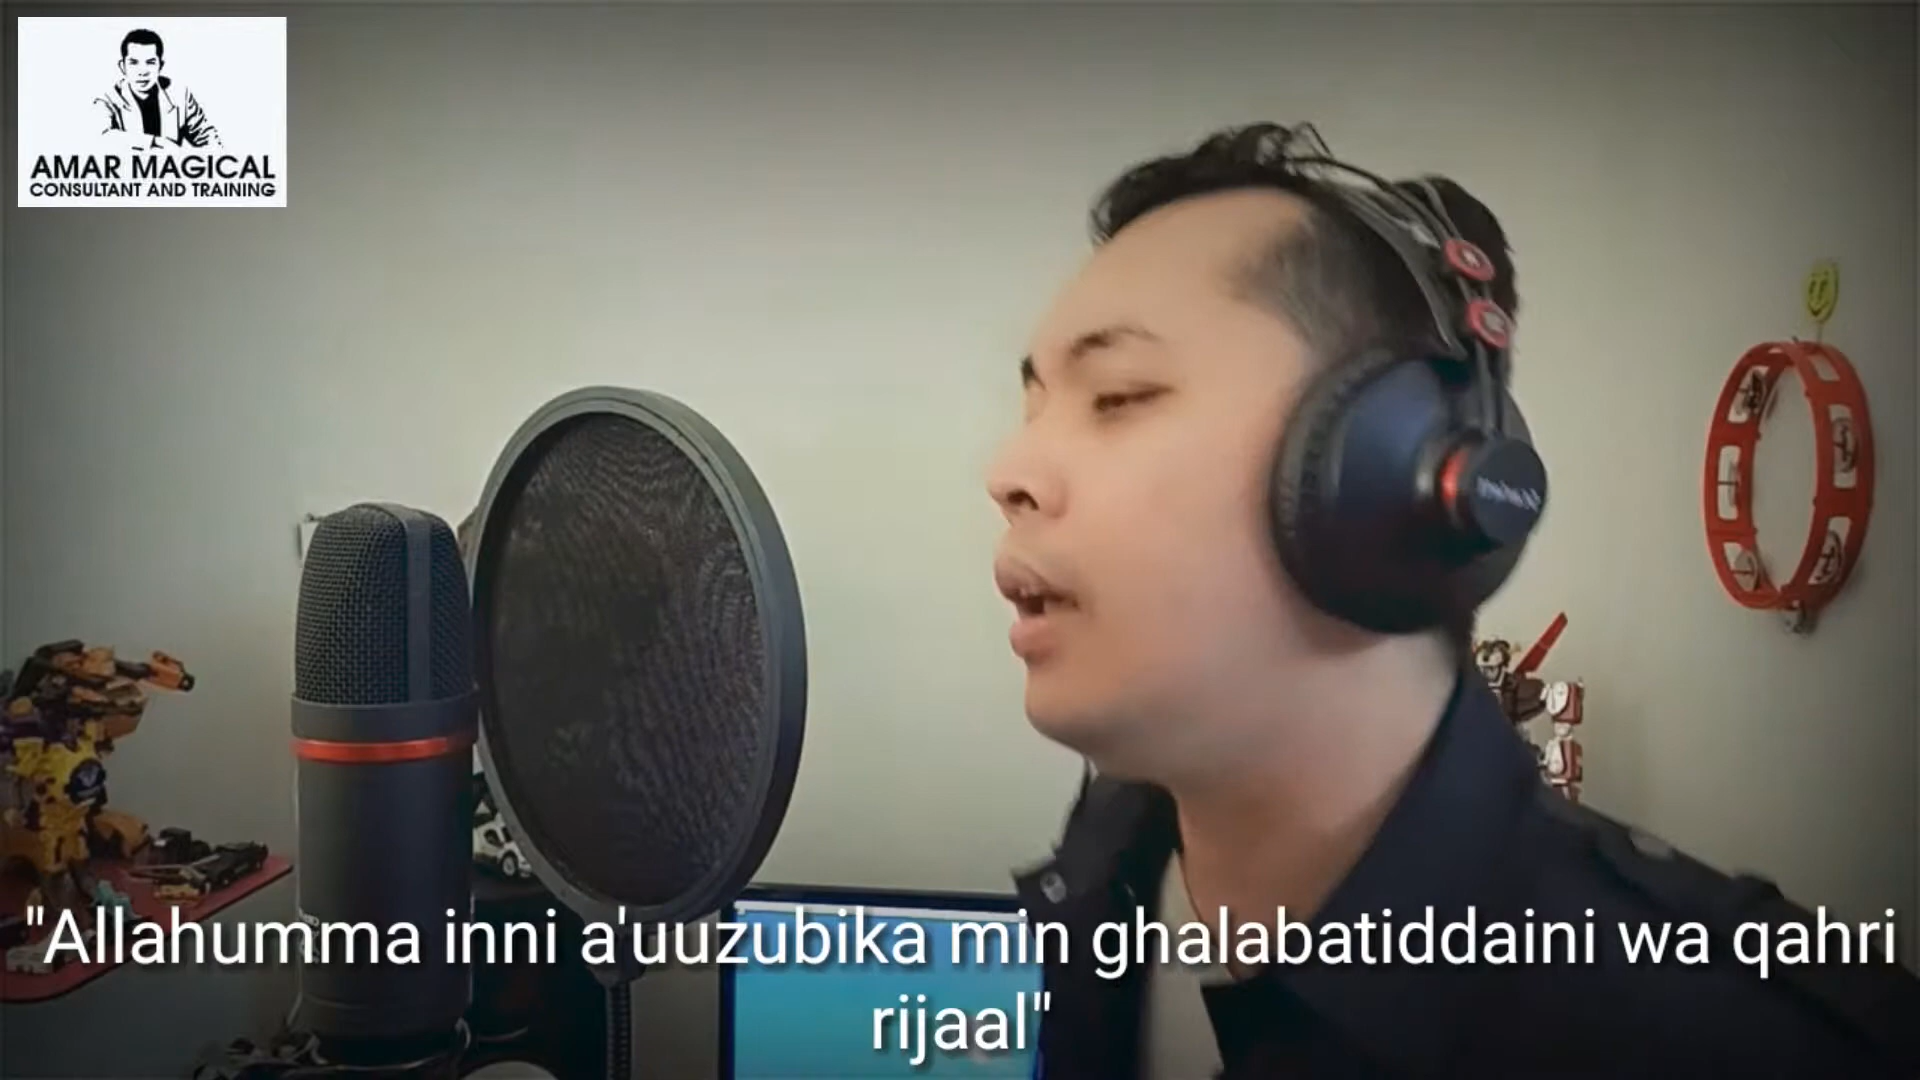 AMAR MAGICAL
CONSULTANT AND TRAINING
"Allahumma inni a'uuzubika min ghalabatiddaini wa qahri
rijaal"